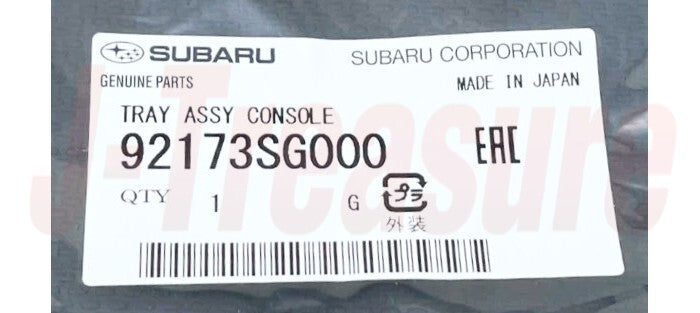 SUBARU SUBARU CORPORATION
GENUINE PARTS MADE IN JAPAN
TRAY ASSY CONSOLE
92173SG000 EAC
QTY 1 G プラ
外装
J-Treasure